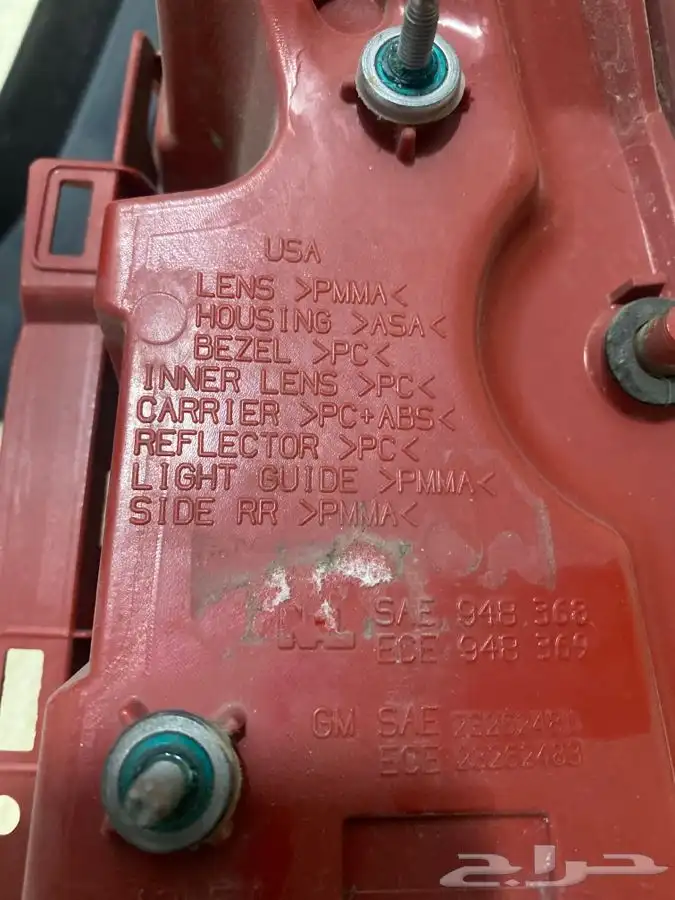 USA
LENS >PMMA<
HOUSING >ASA<
BEZEL >PC<
INNER LENS >PC<
CARRIER >PC+ABS<
REFLECTOR >PC<
LIGHT GUIDE >PMMA<
SIDE RR >PMMA<
SAE 948 368
ECE 948 369
GM SAE
ECE 23262483
حراج